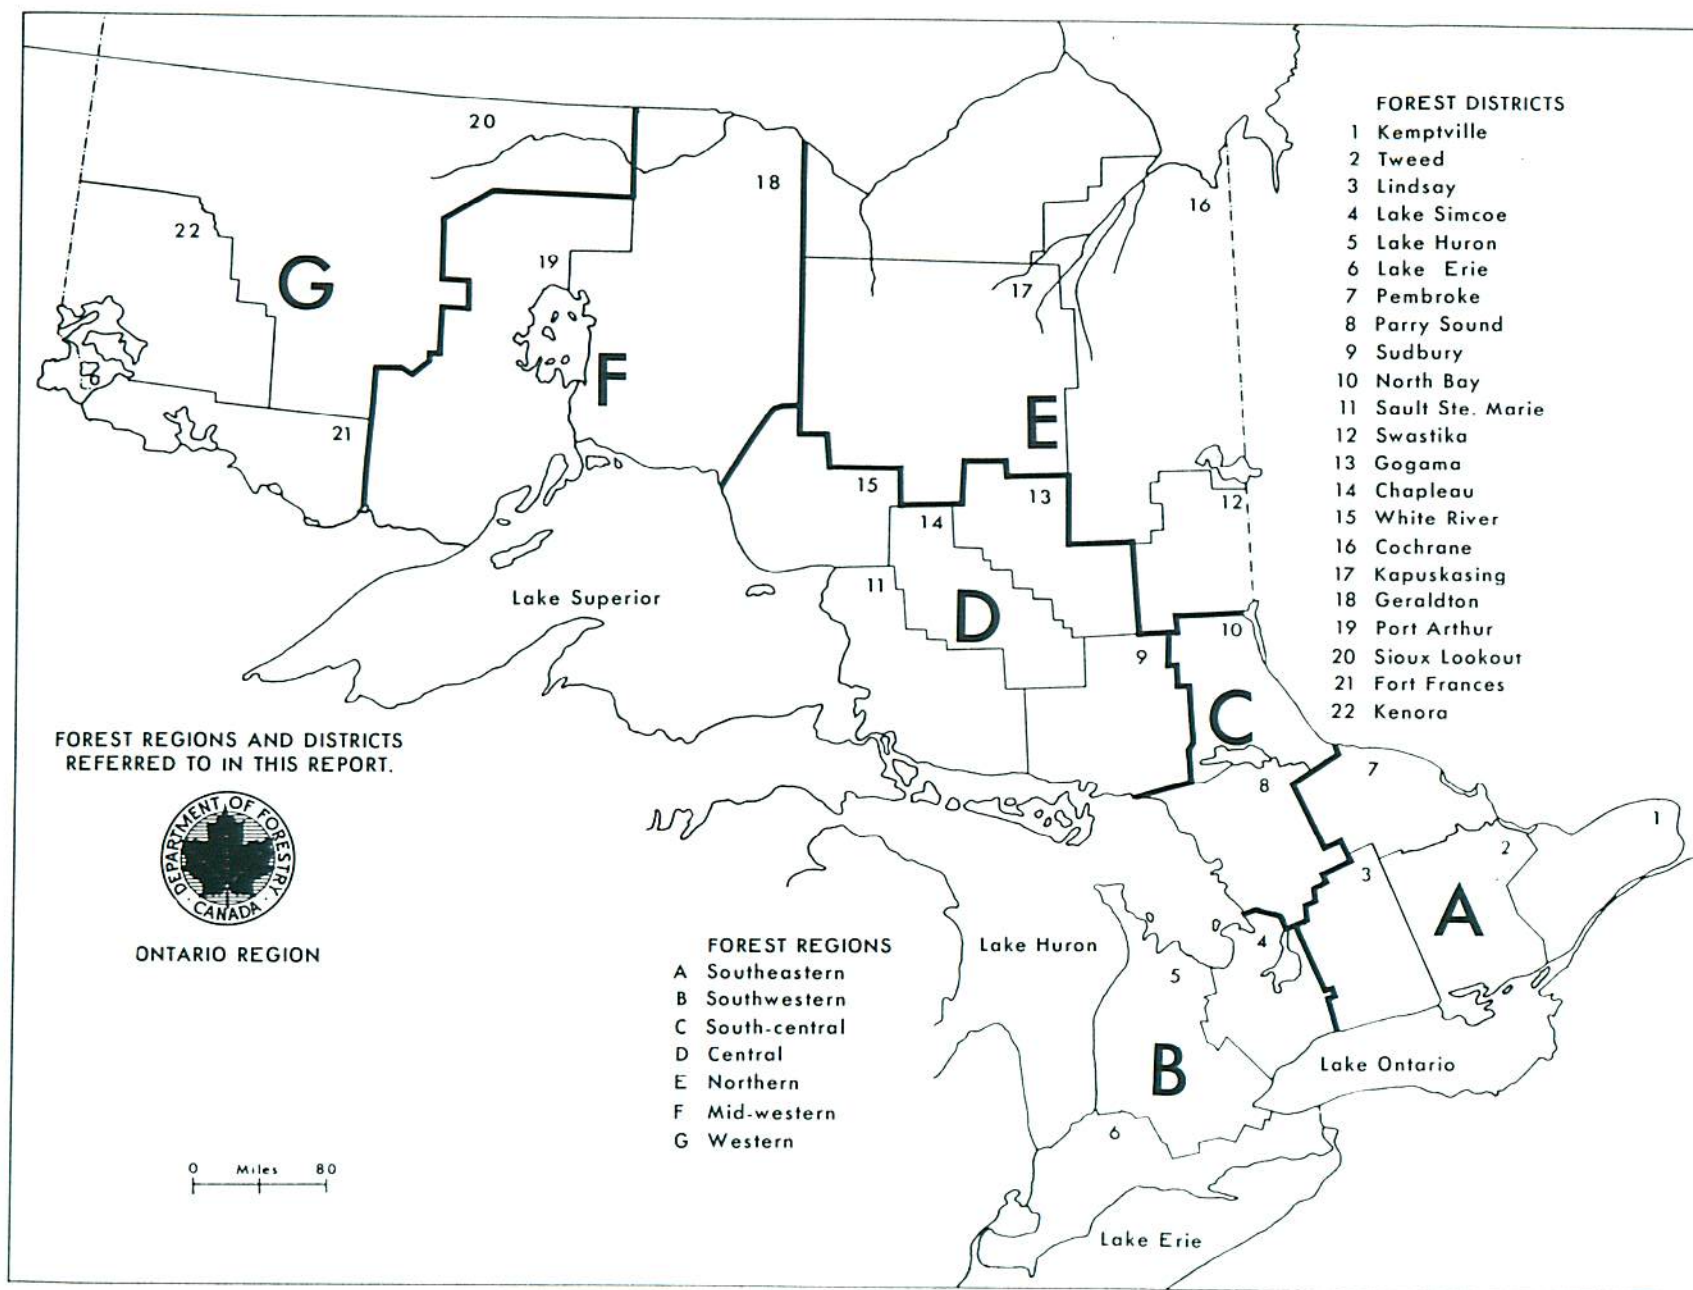 20
18
16
22
19
17
G
F
E
21
15
13
12
14
11
D
10
9
C
8
7
1
2
3
A
4
5
B
6
Lake Superior
Lake Huron
Lake Ontario
Lake Erie
FOREST DISTRICTS
1 Kemptville
2 Tweed
3 Lindsay
4 Lake Simcoe
5 Lake Huron
6 Lake Erie
7 Pembroke
8 Parry Sound
9 Sudbury
10 North Bay
11 Sault Ste. Marie
12 Swastika
13 Gogama
14 Chapleau
15 White River
16 Cochrane
17 Kapuskasing
18 Geraldton
19 Port Arthur
20 Sioux Lookout
21 Fort Frances
22 Kenora
FOREST REGIONS AND DISTRICTS
REFERRED TO IN THIS REPORT.
DEPARTMENT OF FORESTRY
CANADA
ONTARIO REGION
FOREST REGIONS
A Southeastern
B Southwestern
C South-central
D Central
E Northern
F Mid-western
G Western
0 Miles 80